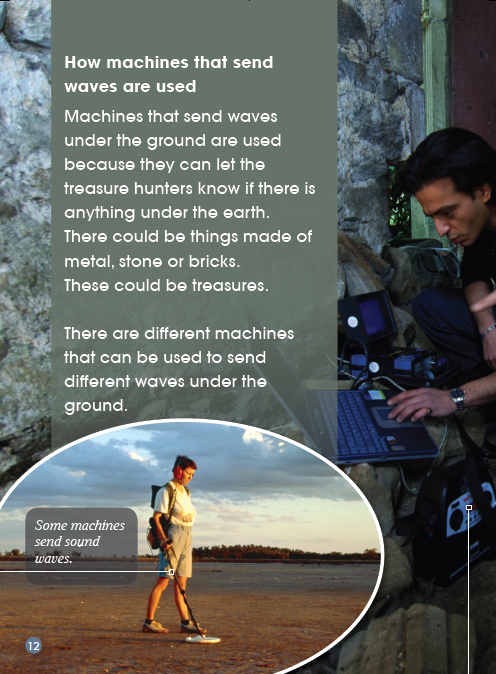 How machines that send
waves are used
Machines that send waves
under the ground are used
because they can let the
treasure hunters know if there is
anything under the earth.
There could be things made of
metal, stone or bricks.
These could be treasures.
There are different machines
that can be used to send
different waves under the
ground.
Some machines
send sound
waves.
12